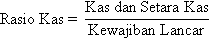 Rasio Kas = Kas dan Setara Kas
Kewajiban Lancar